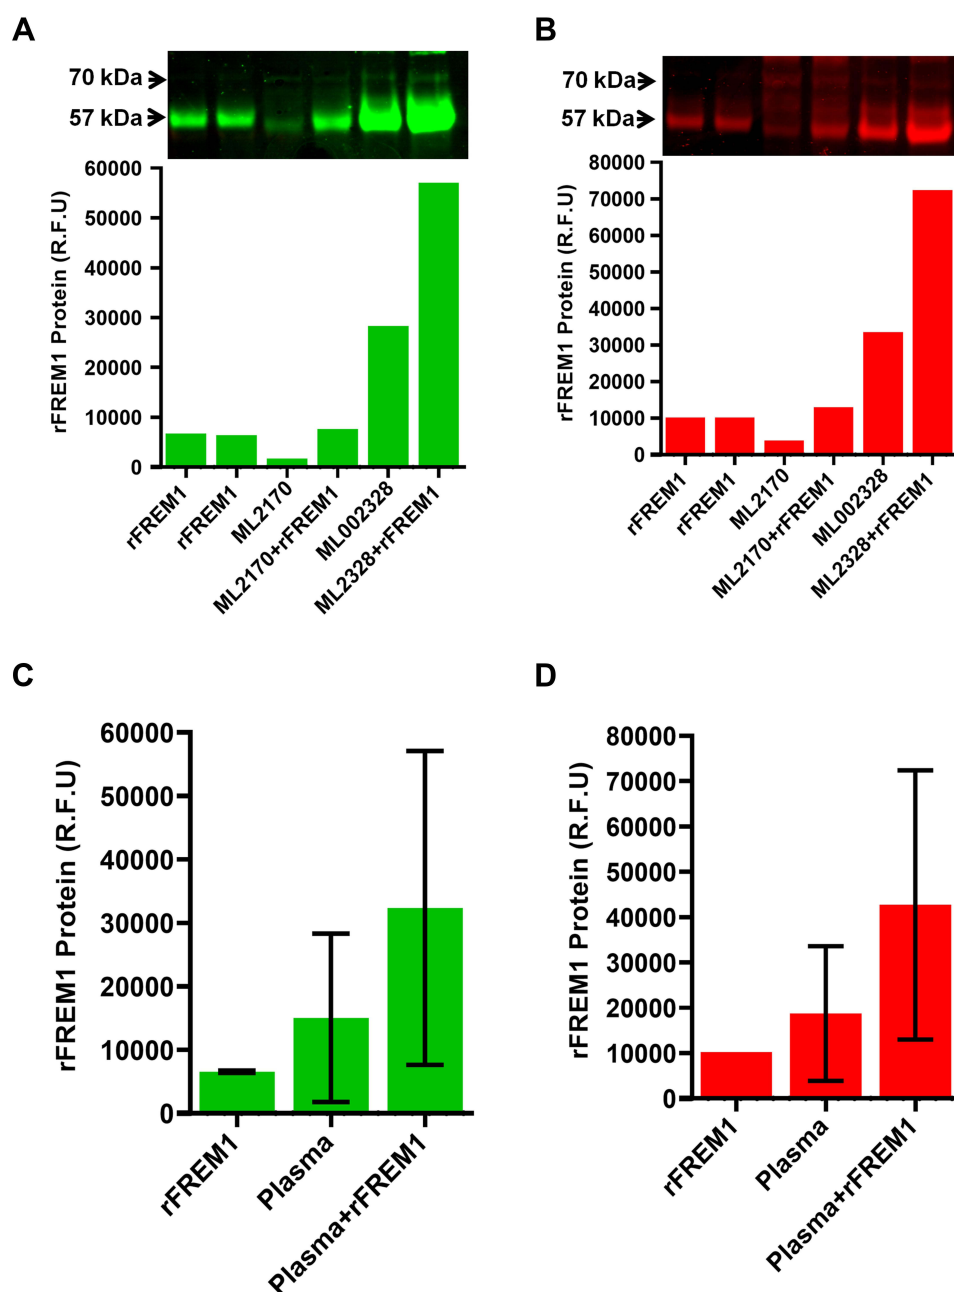 A
70 kDa
57 kDa
rFREM1 Protein (R.F.U)
60000
50000
40000
30000
20000
10000
0
rFREM1
rFREM1
ML2170
ML2170+rFREM1
ML002328
ML2328+rFREM1
B
70 kDa
57 kDa
rFREM1 Protein (R.F.U)
80000
70000
60000
50000
40000
30000
20000
10000
0
rFREM1
rFREM1
ML2170
ML2170+rFREM1
ML002328
ML2328+rFREM1
C
rFREM1 Protein (R.F.U)
60000
50000
40000
30000
20000
10000
0
rFREM1
Plasma
Plasma+rFREM1
D
rFREM1 Protein (R.F.U)
80000
70000
60000
50000
40000
30000
20000
10000
0
rFREM1
Plasma
Plasma+rFREM1